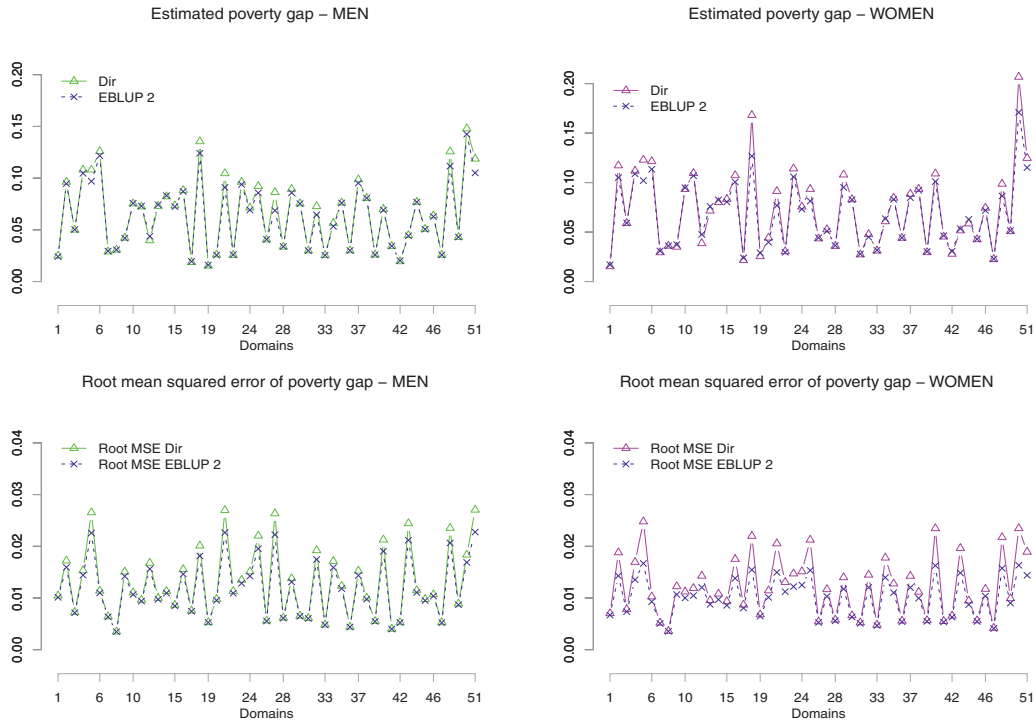 Estimated poverty gap – MEN
0.20
0.15
0.10
0.05
0.00
Dir
EBLUP 2
1 6 10 15 19 24 28 33 37 42 46 51
Domains
Estimated poverty gap – WOMEN
0.20
0.15
0.10
0.05
0.00
Dir
EBLUP 2
1 6 10 15 19 24 28 33 37 42 46 51
Domains
Root mean squared error of poverty gap – MEN
0.04
0.03
0.02
0.01
0.00
Root MSE Dir
Root MSE EBLUP 2
1 6 10 15 19 24 28 33 37 42 46 51
Domains
Root mean squared error of poverty gap – WOMEN
0.04
0.03
0.02
0.01
0.00
Root MSE Dir
Root MSE EBLUP 2
1 6 10 15 19 24 28 33 37 42 46 51
Domains